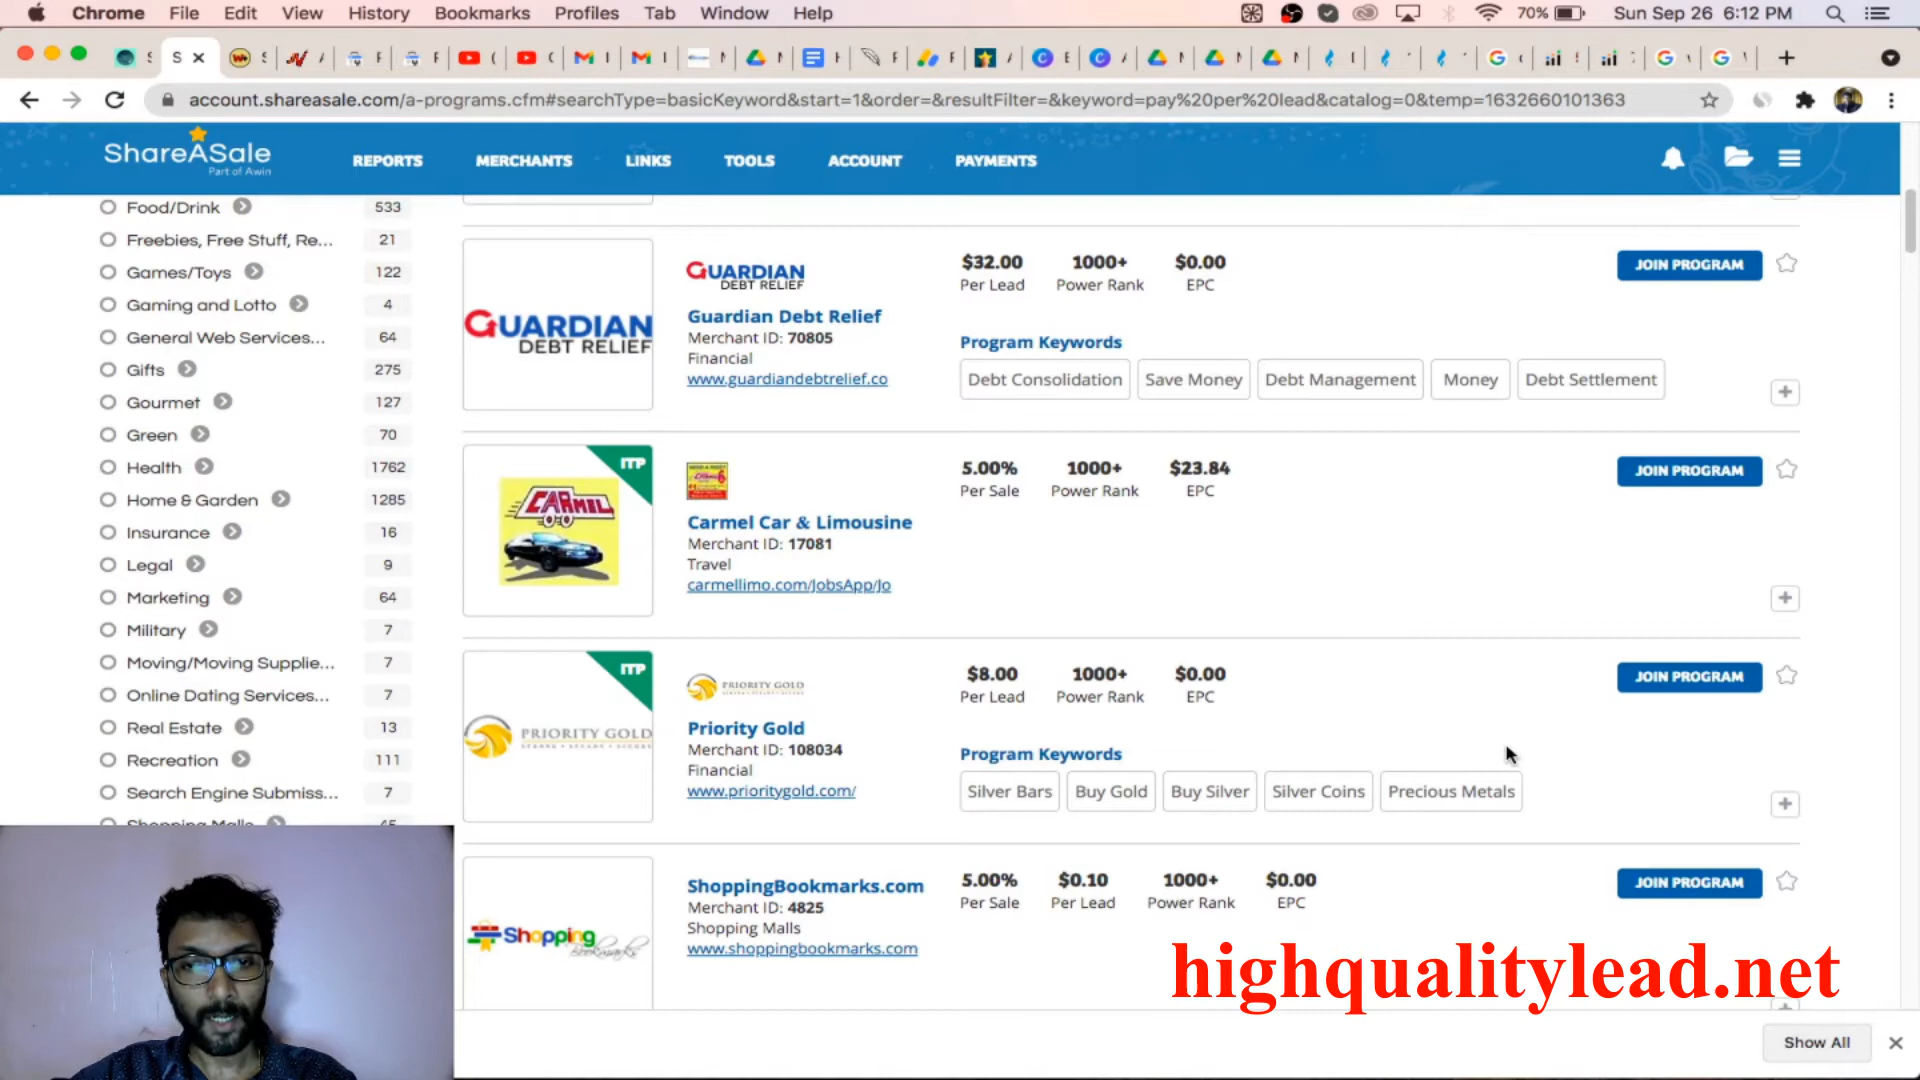 Chrome File Edit View History Bookmarks Profiles Tab Window Help 70% Sun Sep 26 6:12 PM
account.shareasale.com/a-programs.cfm#searchType=basicKeyword&start=1&order=&resultFilter=&keyword=pay%20per%20lead&catalog=0&temp=1632660101363
ShareASale
Part of Awin
REPORTS MERCHANTS LINKS TOOLS ACCOUNT PAYMENTS
Food/Drink 533
Freebies, Free Stuff, Re... 21
Games/Toys 122
Gaming and Lotto 4
General Web Services... 64
Gifts 275
Gourmet 127
Green 70
Health 1762
Home & Garden 1285
Insurance 16
Legal 9
Marketing 64
Military 7
Moving/Moving Supplie... 7
Online Dating Services... 7
Real Estate 13
Recreation 111
Search Engine Submiss... 7
Shopping Malls 45
GUARDIAN
DEBT RELIEF
GUARDIAN
DEBT RELIEF
Guardian Debt Relief
Merchant ID: 70805
Financial
www.guardiandebtrelief.co
$32.00 1000+ $0.00
Per Lead Power Rank EPC
Program Keywords
Debt Consolidation Save Money Debt Management Money Debt Settlement
JOIN PROGRAM
ITP
CARMEL
Carmel Car & Limousine
Merchant ID: 17081
Travel
carmellimo.com/JobsApp/Jo
5.00% 1000+ $23.84
Per Sale Power Rank EPC
JOIN PROGRAM
ITP
PRIORITY GOLD
PRIORITY GOLD
Priority Gold
Merchant ID: 108034
Financial
www.prioritygold.com/
$8.00 1000+ $0.00
Per Lead Power Rank EPC
Program Keywords
Silver Bars Buy Gold Buy Silver Silver Coins Precious Metals
JOIN PROGRAM
Shopping
Bookmarks
ShoppingBookmarks.com
Merchant ID: 4825
Shopping Malls
www.shoppingbookmarks.com
5.00% $0.10 1000+ $0.00
Per Sale Per Lead Power Rank EPC
JOIN PROGRAM
highqualitylead.net
Show All